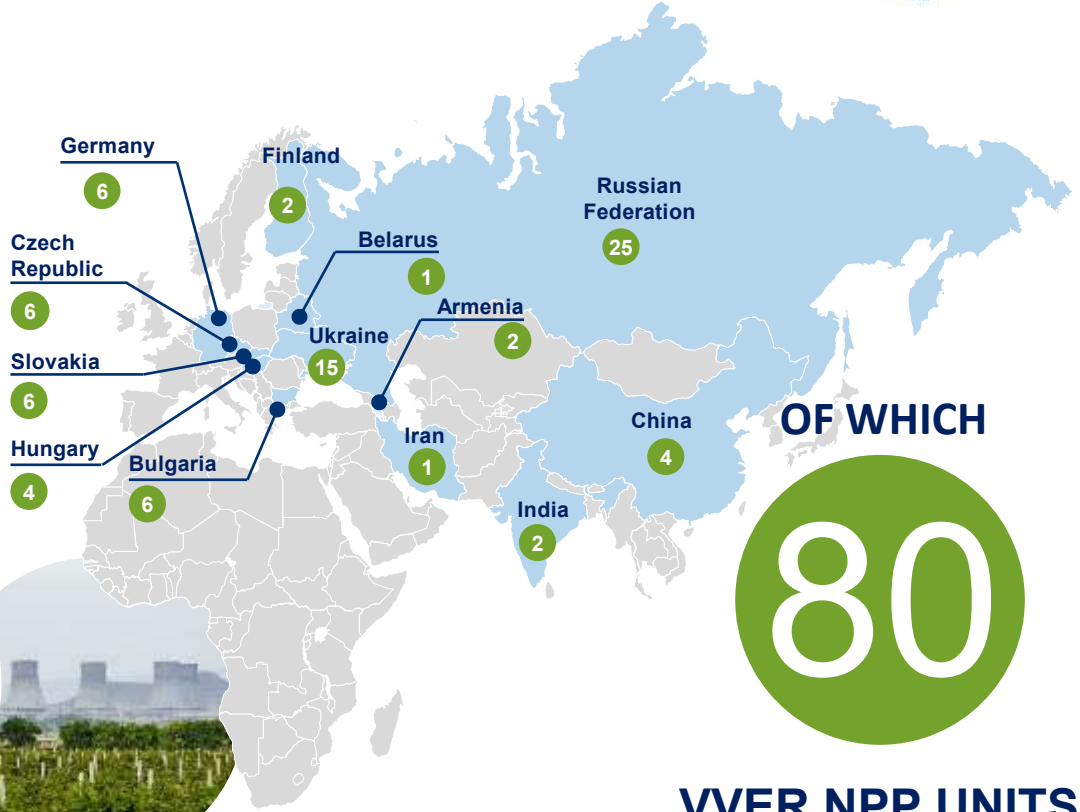 Germany
6
Finland
2
Russian
Federation
25
Czech
Republic
6
Belarus
1
Armenia
2
Ukraine
15
Slovakia
6
Hungary
4
Bulgaria
6
Iran
1
China
4
India
2
OF WHICH
80
VVER NPP UNITS